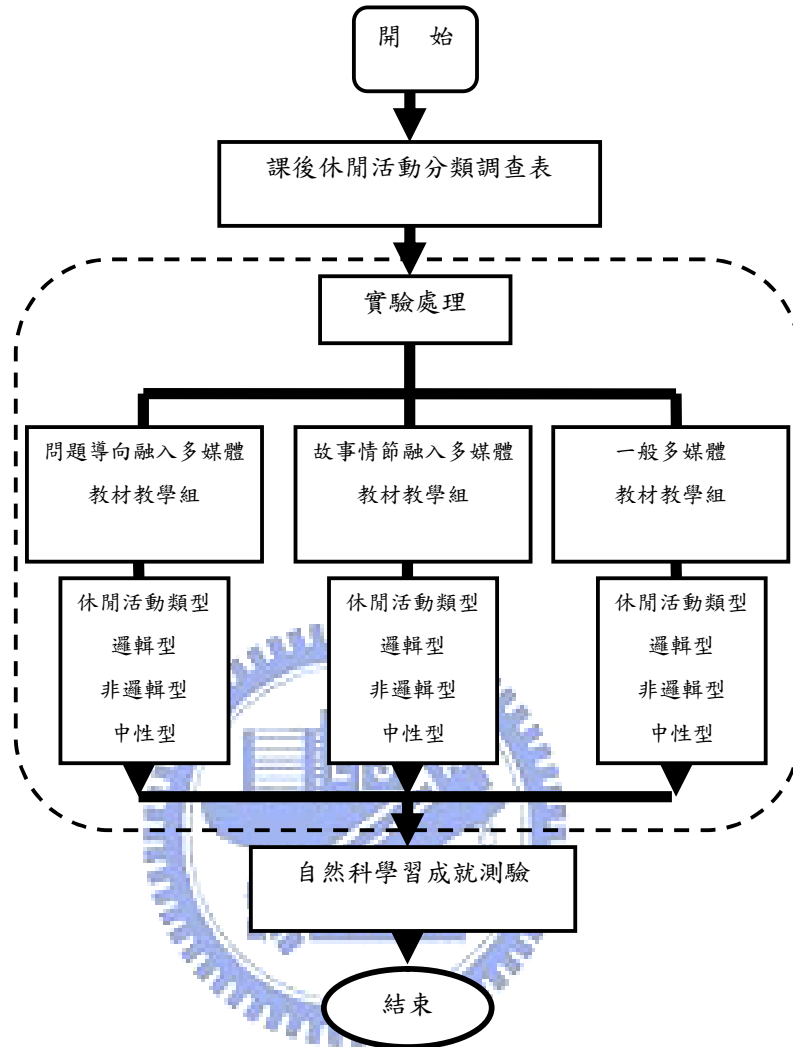 開　始
課後休閒活動分類調查表
實驗處理
問題導向融入多媒體
教材教學組
故事情節融入多媒體
教材教學組
一般多媒體
教材教學組
休閒活動類型
邏輯型
非邏輯型
中性型
休閒活動類型
邏輯型
非邏輯型
中性型
休閒活動類型
邏輯型
非邏輯型
中性型
自然科學習成就測驗
結束